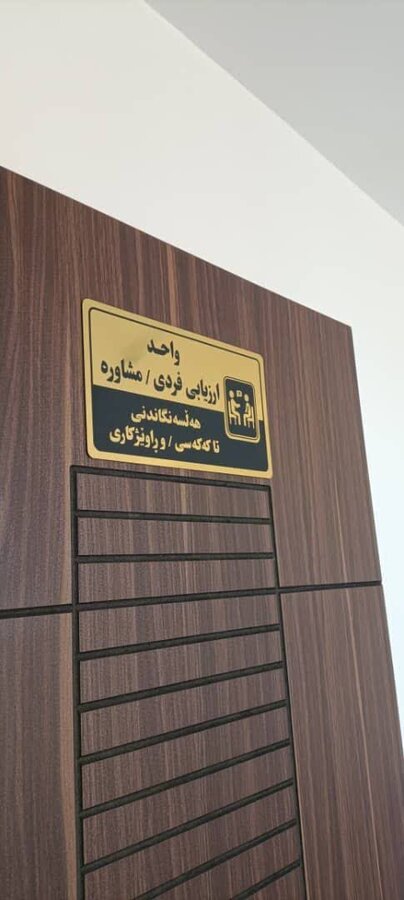 واحد
ارزیابی فردی / مشاوره
هەڵسەنگاندنی
تاکەکەسی / و ڕاوێژکاری